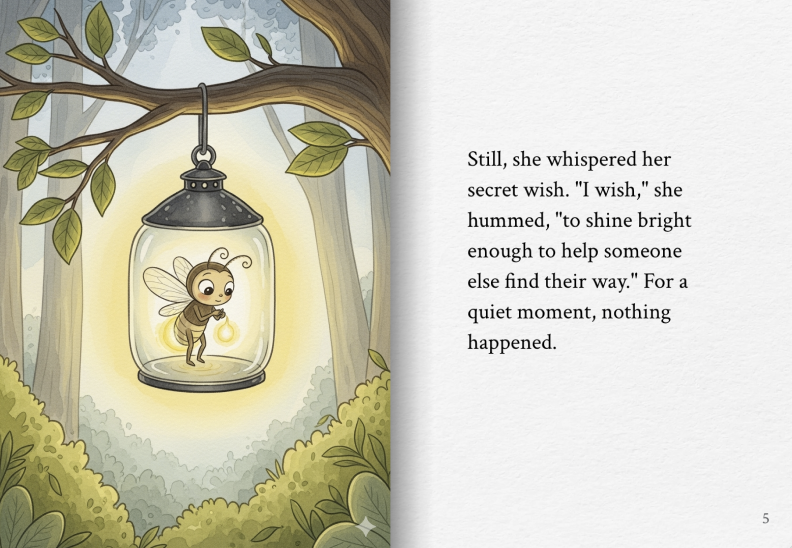 Still, she whispered her
secret wish. "I wish," she
hummed, "to shine bright
enough to help someone
else find their way." For a
quiet moment, nothing
happened.
5